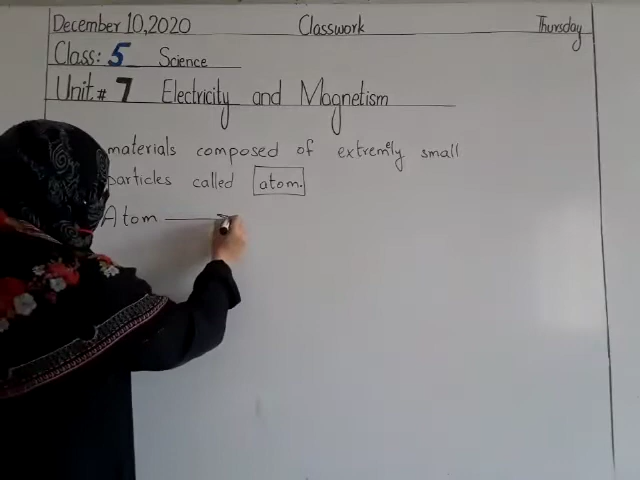 December 10,2020 Classwork Thursday
Class: 5 Science
Unit # 7 Electricity and Magnetism
materials composed of extremely small
particles called atom.
Atom